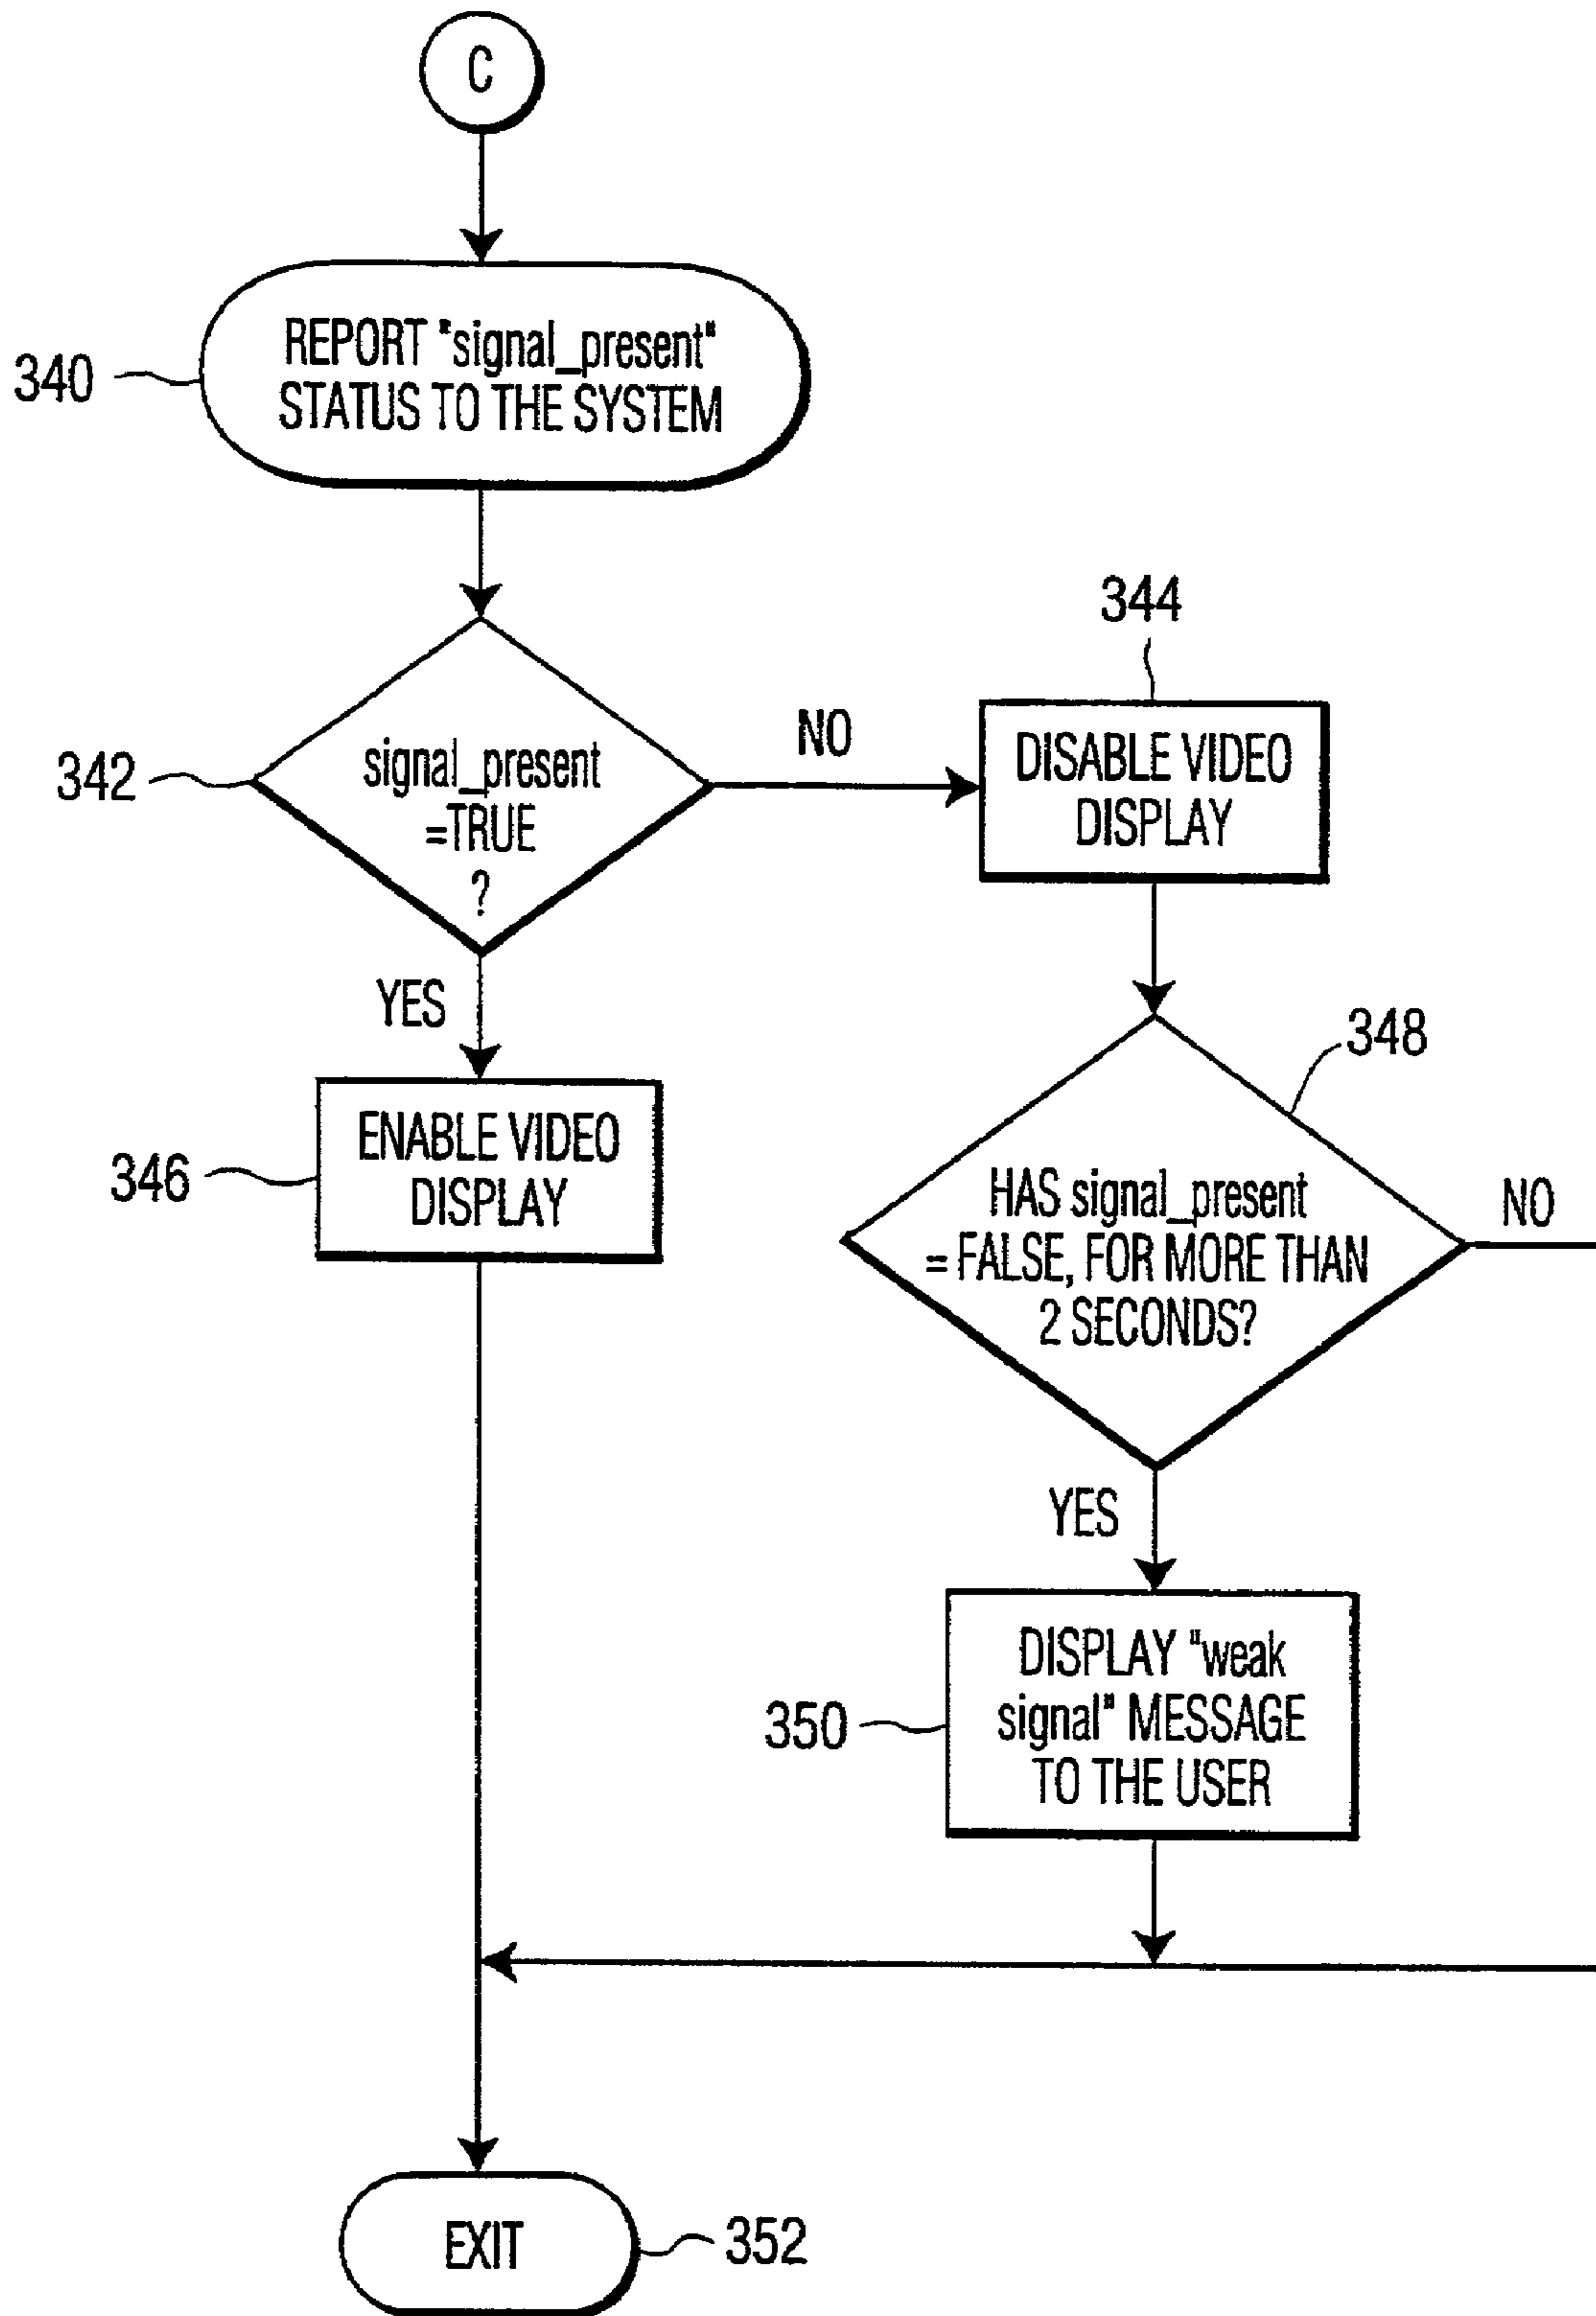 C
340
REPORT "signal_present"
STATUS TO THE SYSTEM
342
signal_present
=TRUE
?
NO
YES
344
DISABLE VIDEO
DISPLAY
346
ENABLE VIDEO
DISPLAY
348
HAS signal_present
= FALSE, FOR MORE THAN
2 SECONDS?
NO
YES
350
DISPLAY "weak
signal" MESSAGE
TO THE USER
EXIT
352